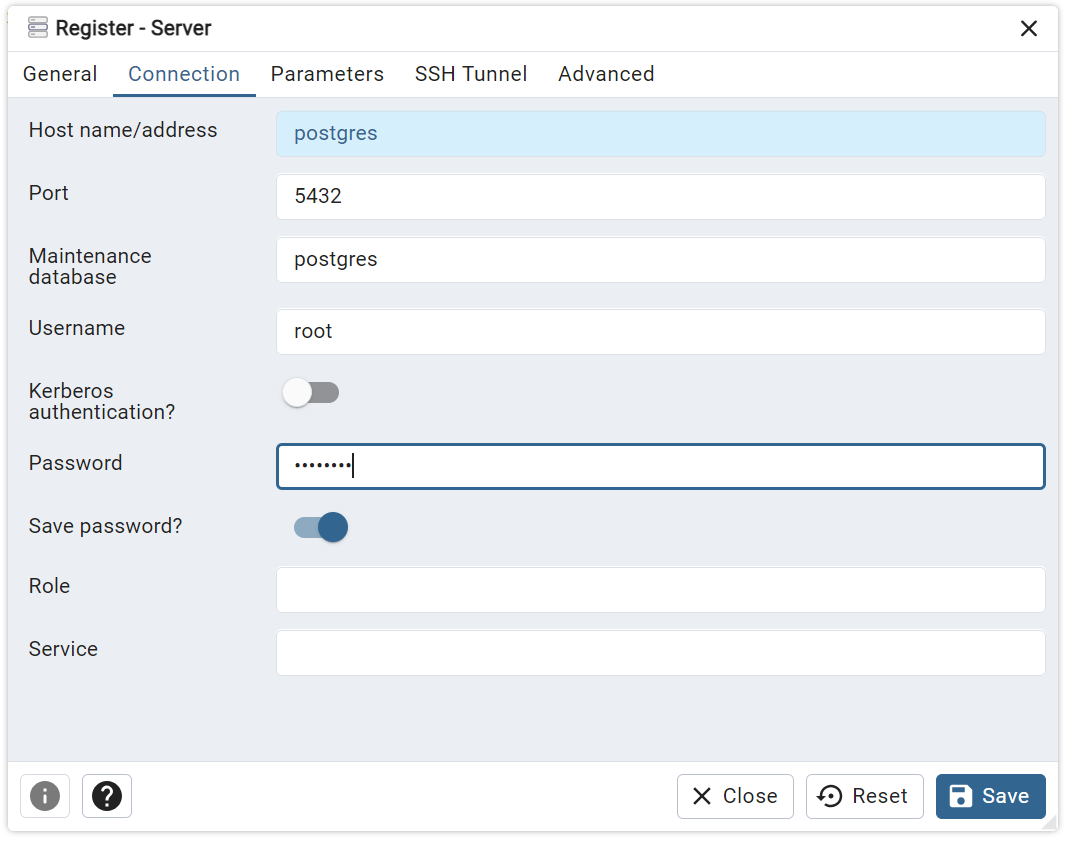 Register - Server
General Connection Parameters SSH Tunnel Advanced
Host name/address postgres
Port 5432
Maintenance
database postgres
Username root
Kerberos
authentication?
Password ••••••••
Save password?
Role
Service
Close Reset Save